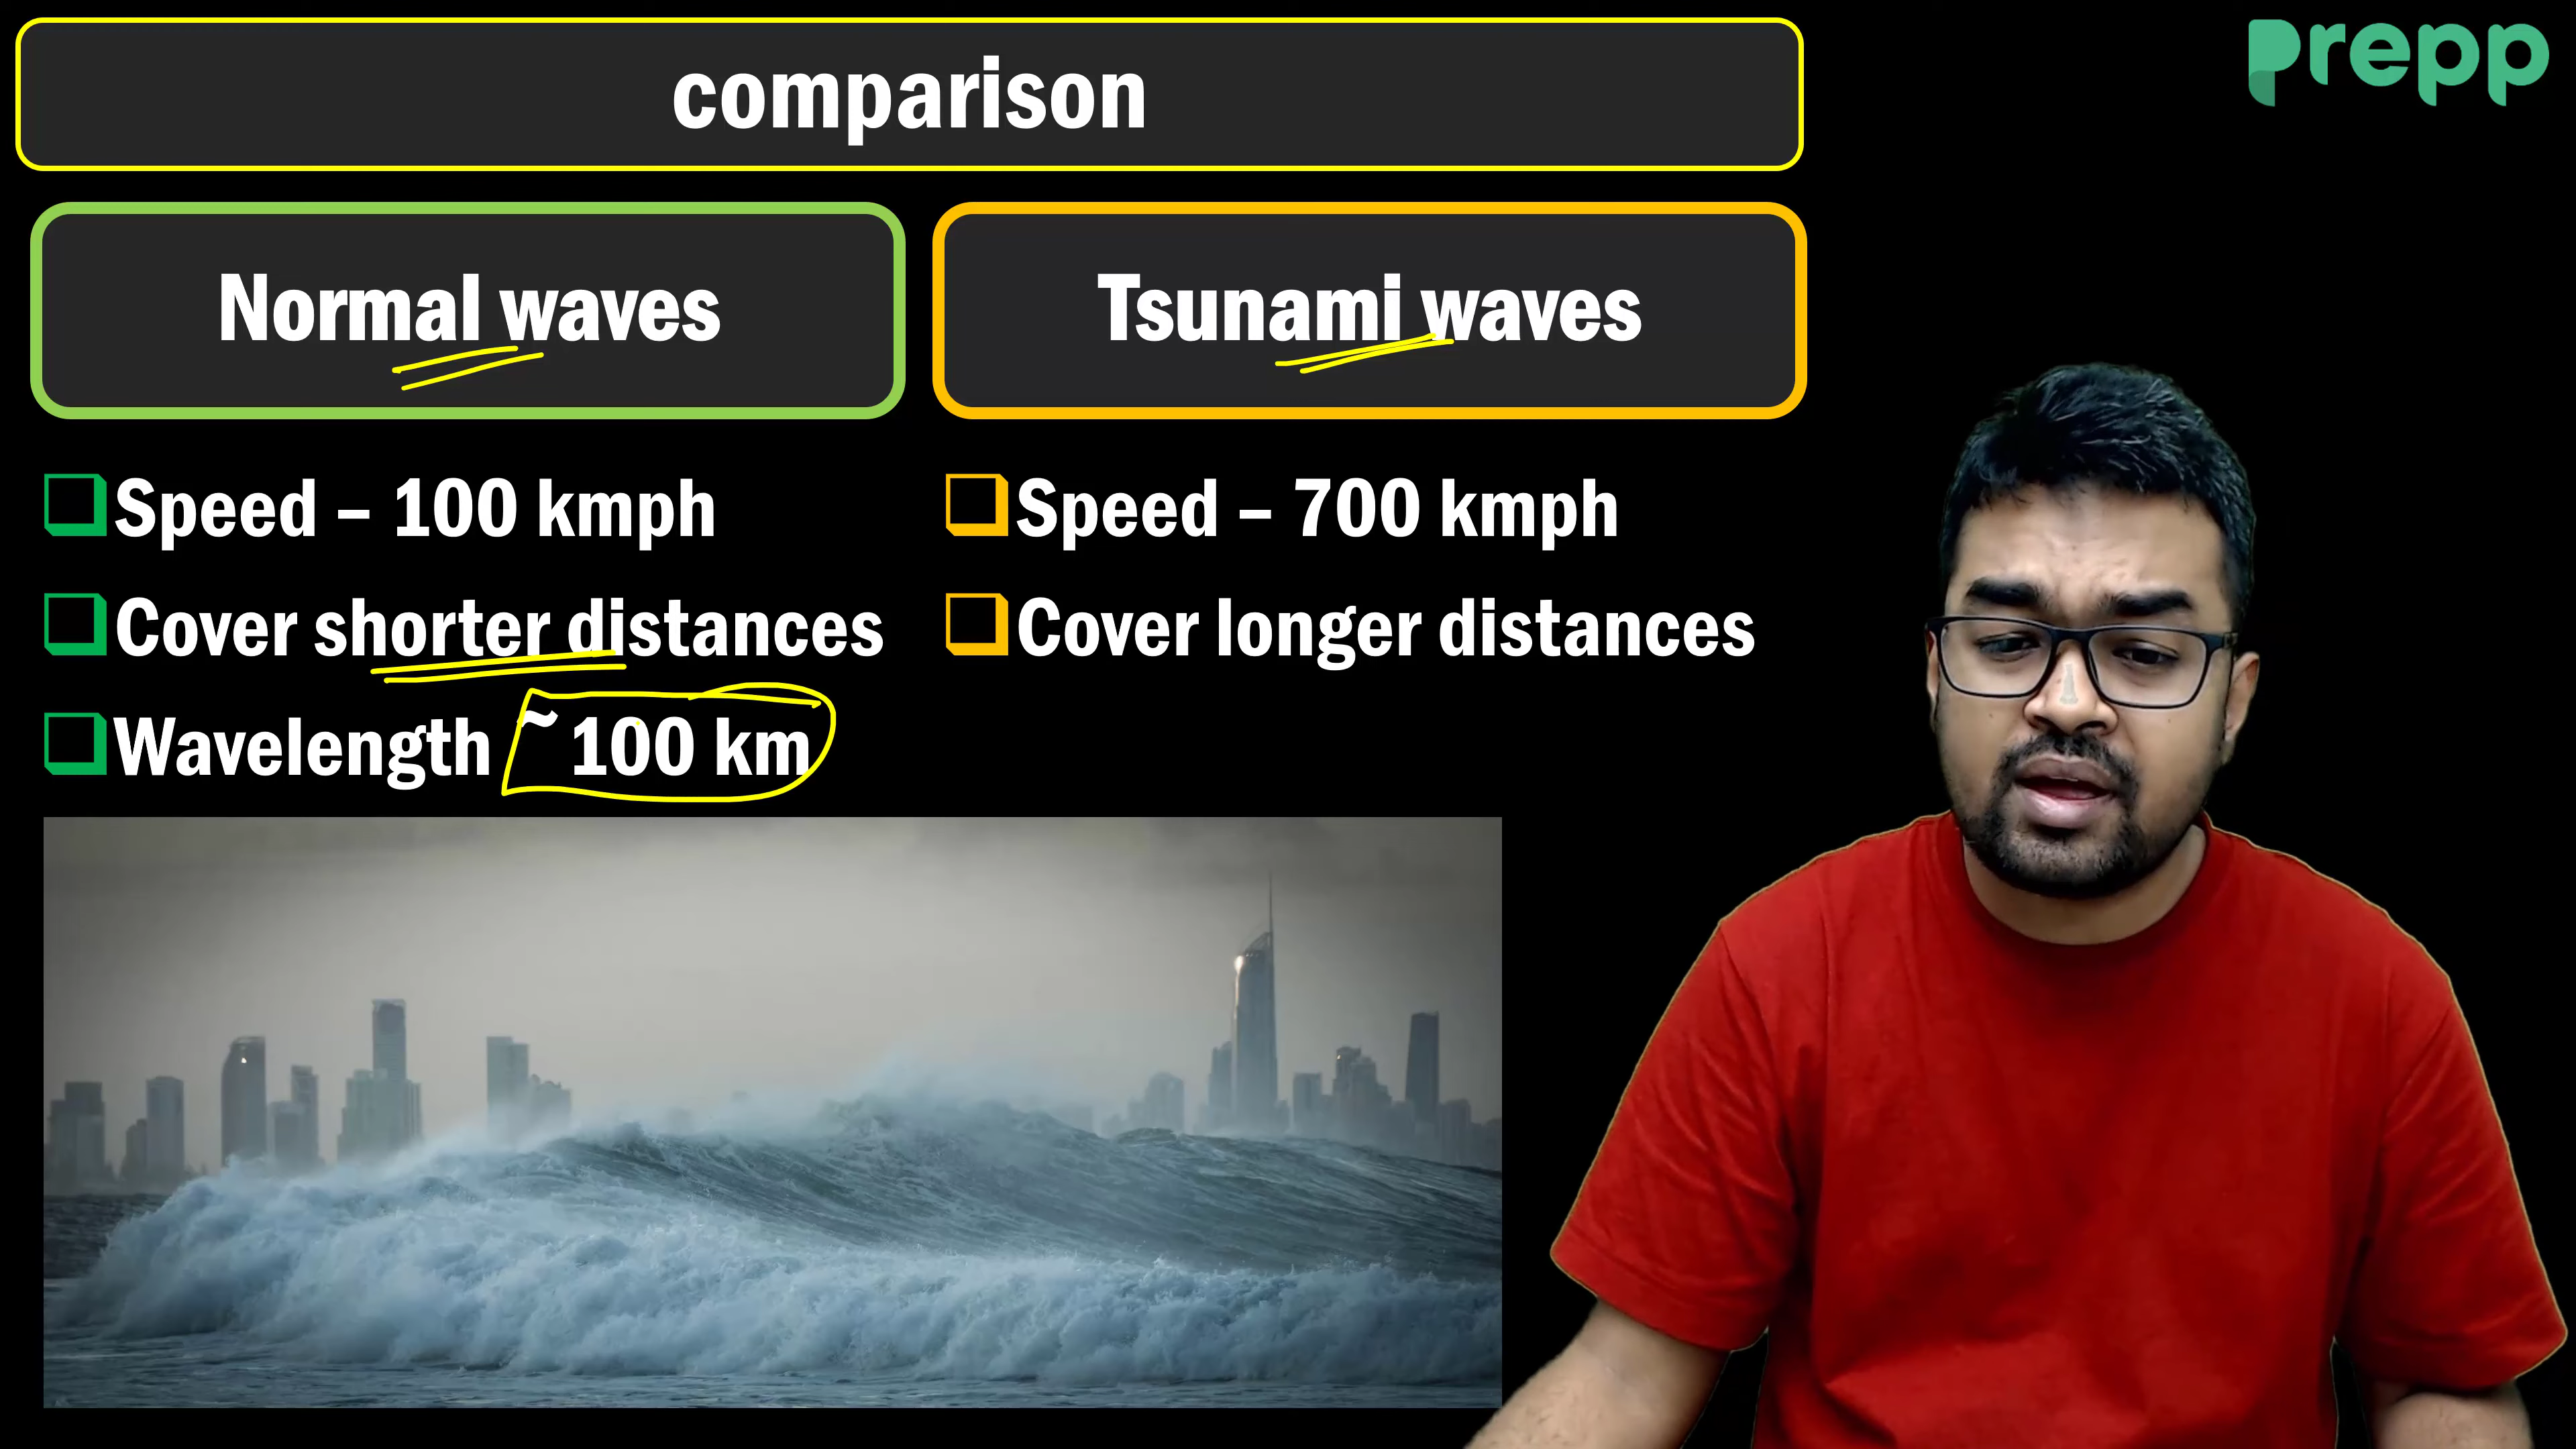 comparison
prepp
Normal waves
Tsunami waves
Speed – 100 kmph
Cover shorter distances
Wavelength ~ 100 km
Speed – 700 kmph
Cover longer distances